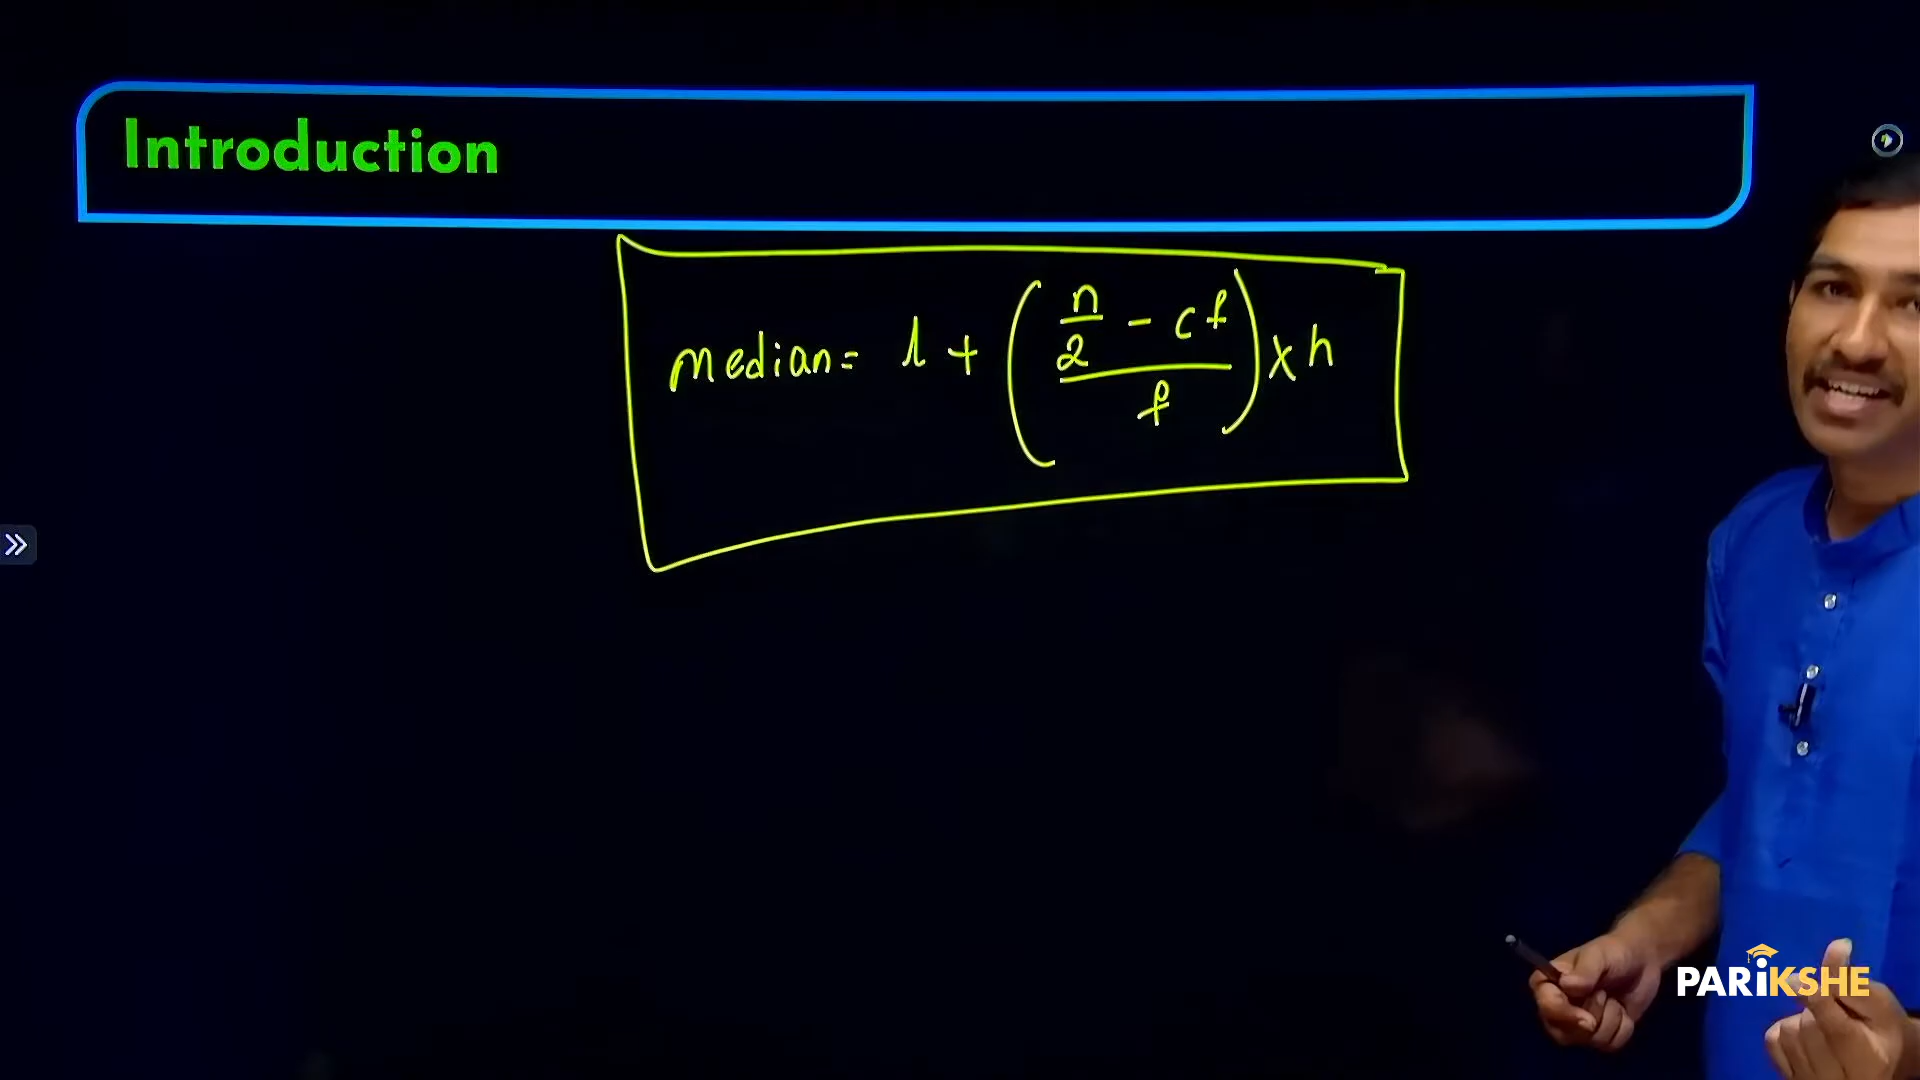 Introduction
median = l + ( ( n/2 - cf ) / f ) x h
PARiKSHE